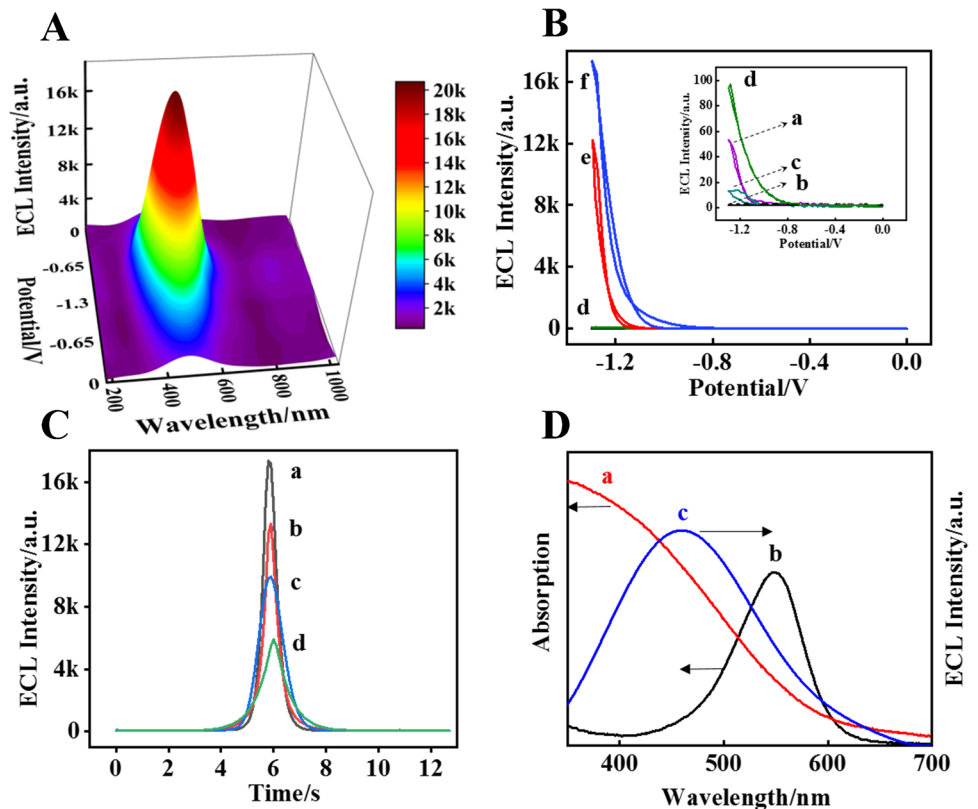 A
ECL Intensity/a.u.
16k
12k
8k
4k
0
-0.65
-1.3
-0.65
0
Potential/V
200
400
600
800
1000
Wavelength/nm
20k
18k
16k
14k
12k
10k
8k
6k
4k
2k
B
ECL Intensity/a.u.
16k
12k
8k
4k
0
f
e
d
-1.2
-0.8
-0.4
0.0
Potential/V
ECL Intensity/a.u.
100
80
60
40
20
0
d
a
c
b
-1.2
-0.8
-0.4
0.0
Potential/V
C
ECL Intensity/a.u.
16k
12k
8k
4k
0
a
b
c
d
0
2
4
6
8
10
12
Time/s
D
Absorption
a
c
b
ECL Intensity/a.u.
400
500
600
700
Wavelength/nm